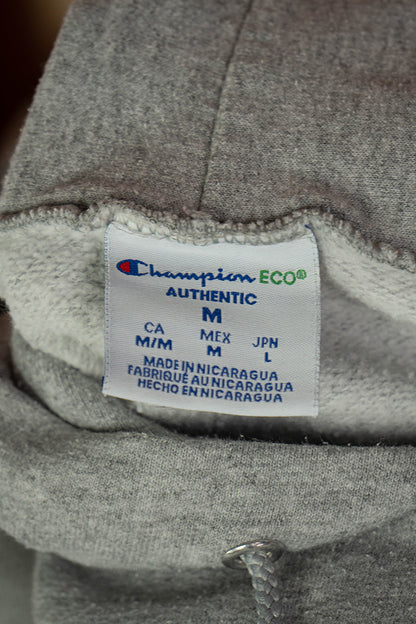 Champion ECO®
AUTHENTIC
M
CA MEX JPN
M/M M L
MADE IN NICARAGUA
FABRIQUÉ AU NICARAGUA
HECHO EN NICARAGUA